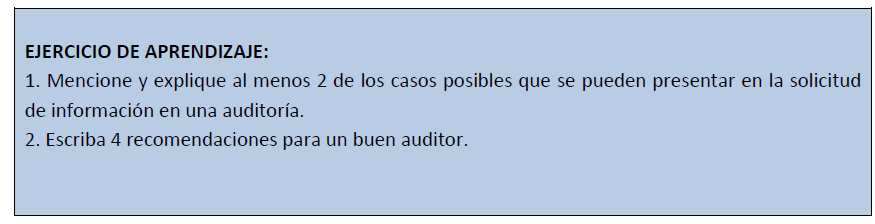 EJERCICIO DE APRENDIZAJE:
1. Mencione y explique al menos 2 de los casos posibles que se pueden presentar en la solicitud
de información en una auditoría.
2. Escriba 4 recomendaciones para un buen auditor.